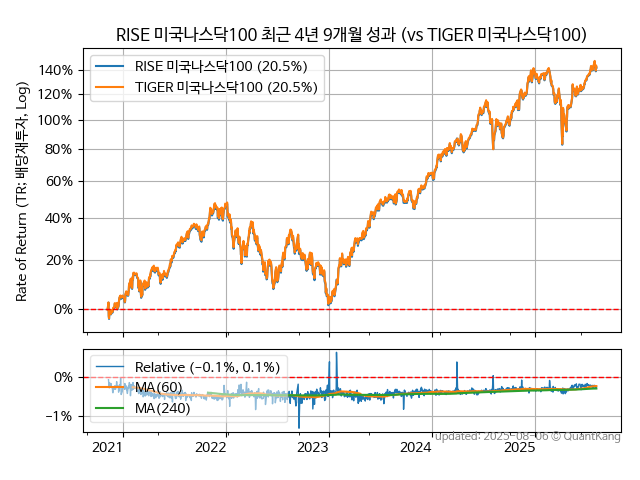 RISE 미국나스닥100 최근 4년 9개월 성과 (vs TIGER 미국나스닥100)
Rate of Return (TR; 배당재투자, Log)
RISE 미국나스닥100 (20.5%)
TIGER 미국나스닥100 (20.5%)
140%
120%
100%
80%
60%
40%
20%
0%
Relative (−0.1%, 0.1%)
MA(60)
MA(240)
0%
−1%
2021
2022
2023
2024
2025
updated: 2025-08-06 © QuantKang